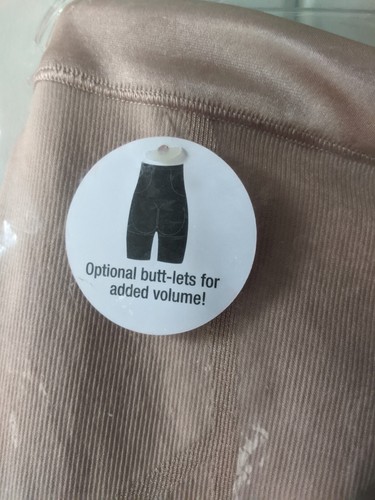 Optional butt-lets for
added volume!